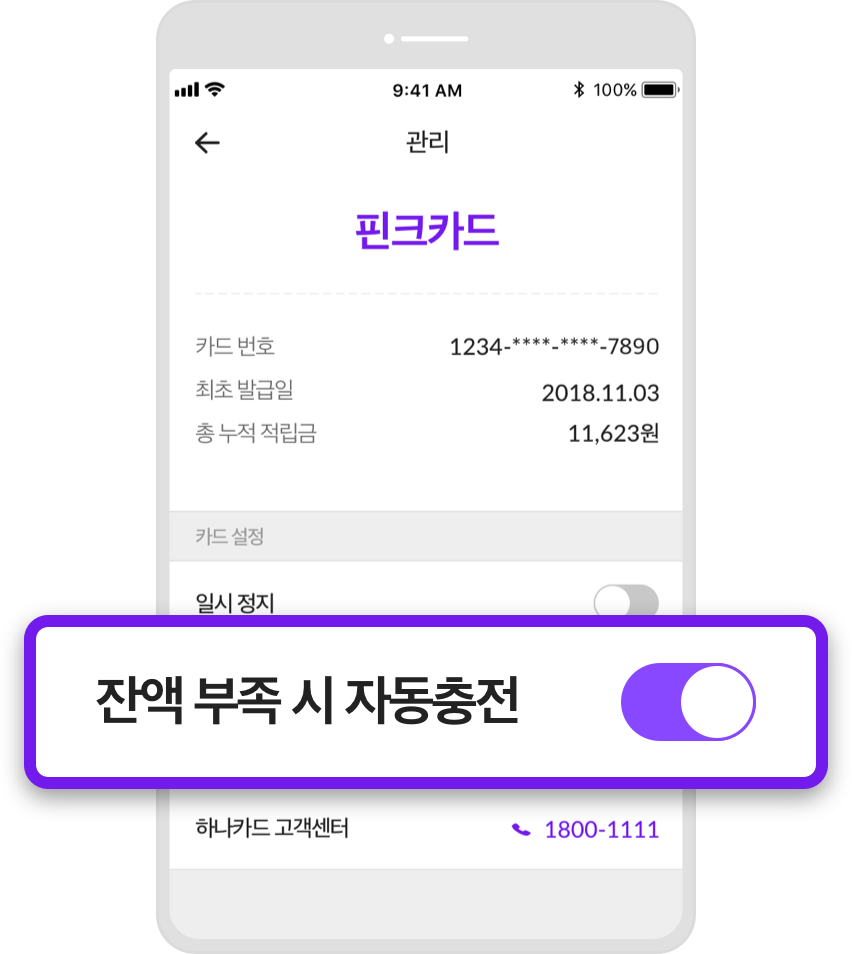 9:41 AM 100%
관리
핀크카드
카드 번호 1234-****-****-7890
최초 발급일 2018.11.03
총 누적 적립금 11,623원
카드 설정
일시 정지
잔액 부족 시 자동충전
하나카드 고객센터 1800-1111